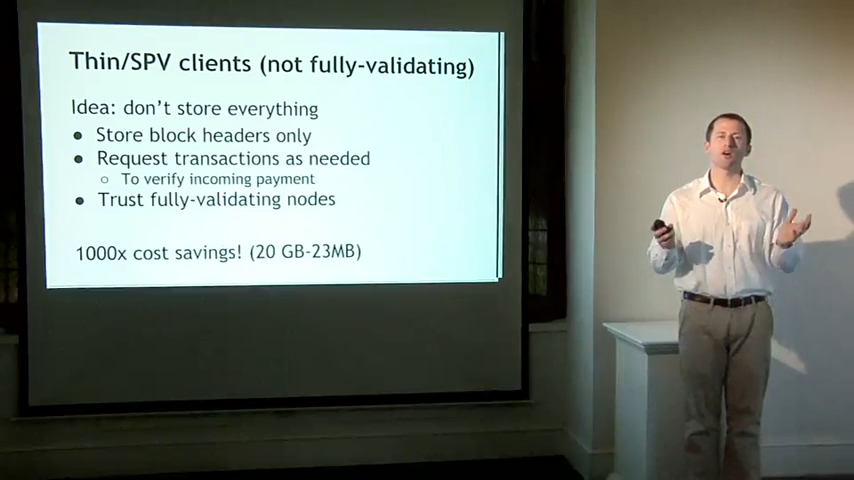 Thin/SPV clients (not fully-validating)
Idea: don't store everything
● Store block headers only
● Request transactions as needed
○ To verify incoming payment
● Trust fully-validating nodes
1000x cost savings! (20 GB-23MB)